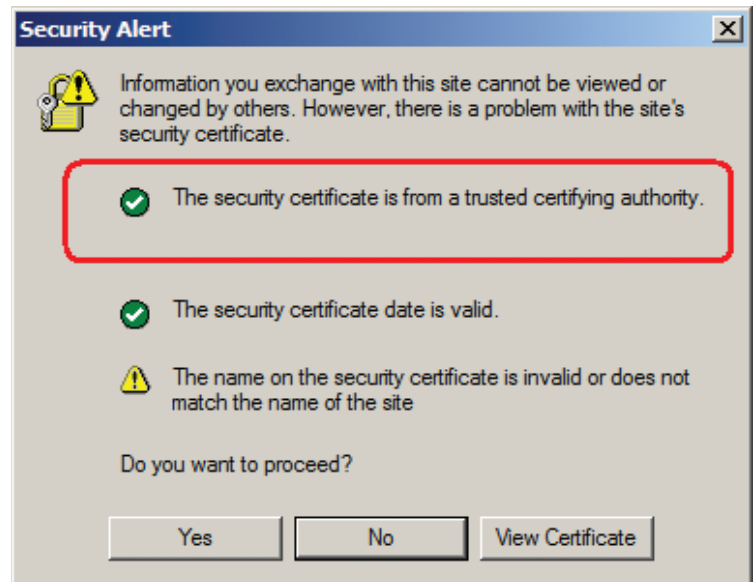 Security Alert
Information you exchange with this site cannot be viewed or
changed by others. However, there is a problem with the site's
security certificate.
The security certificate is from a trusted certifying authority.
The security certificate date is valid.
The name on the security certificate is invalid or does not
match the name of the site
Do you want to proceed?
Yes
No
View Certificate